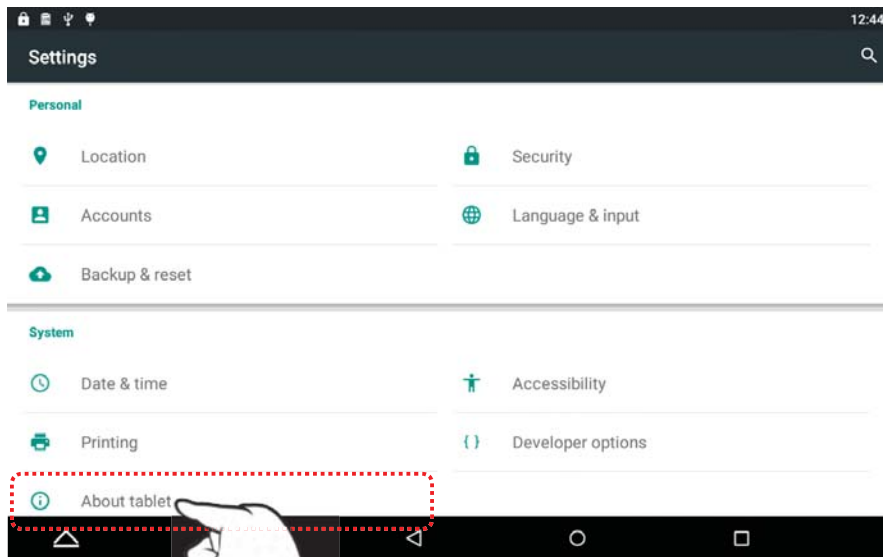 12:44
Settings
Personal
Location
Security
Accounts
Language & input
Backup & reset
System
Date & time
Accessibility
Printing
{ } Developer options
About tablet